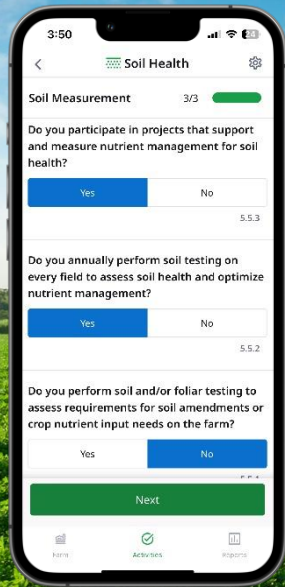 3:50
Soil Health
Soil Measurement 3/3
Do you participate in projects that support
and measure nutrient management for soil
health?
Yes No
5.5.3
Do you annually perform soil testing on
every field to assess soil health and optimize
nutrient management?
Yes No
5.5.2
Do you perform soil and/or foliar testing to
assess requirements for soil amendments or
crop nutrient input needs on the farm?
Yes No
Next
Farm Activities Reports